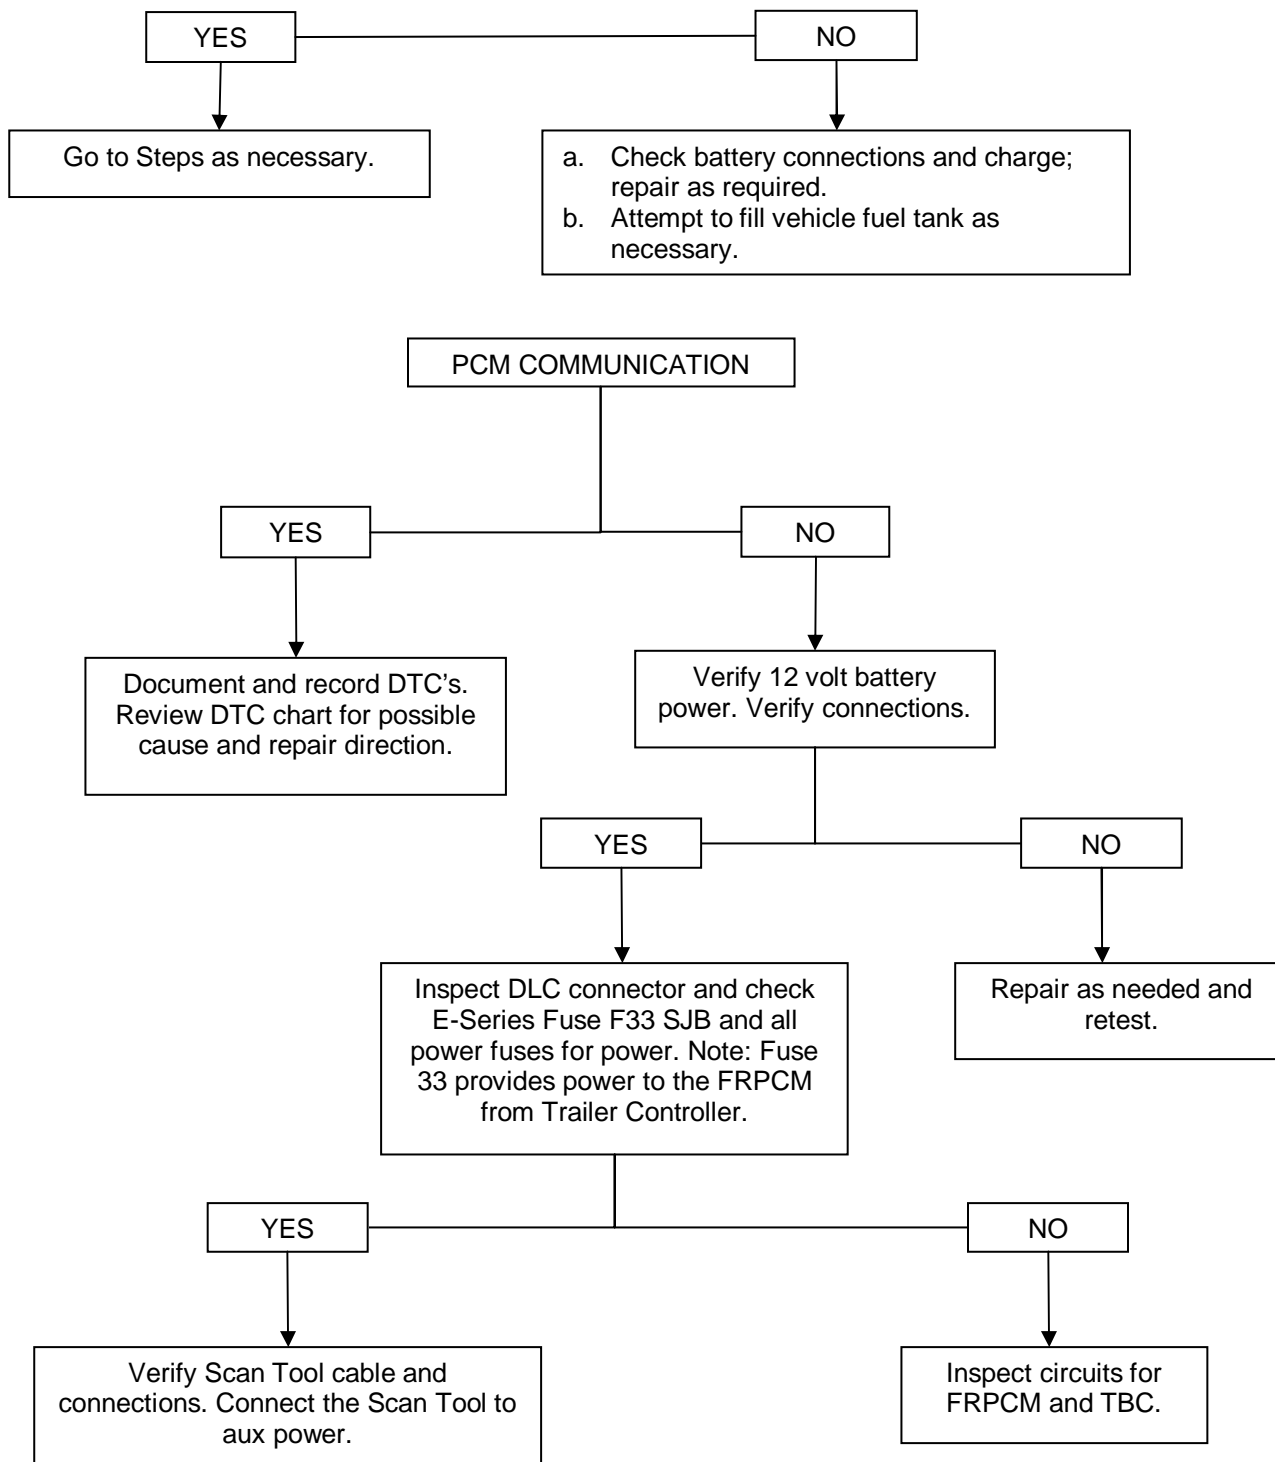 YES
NO
Go to Steps as necessary.
a. Check battery connections and charge;
repair as required.
b. Attempt to fill vehicle fuel tank as
necessary.
PCM COMMUNICATION
YES
NO
Document and record DTC's.
Review DTC chart for possible
cause and repair direction.
Verify 12 volt battery
power. Verify connections.
YES
NO
Inspect DLC connector and check
E-Series Fuse F33 SJB and all
power fuses for power. Note: Fuse
33 provides power to the FRPCM
from Trailer Controller.
Repair as needed and
retest.
YES
NO
Verify Scan Tool cable and
connections. Connect the Scan Tool to
aux power.
Inspect circuits for
FRPCM and TBC.